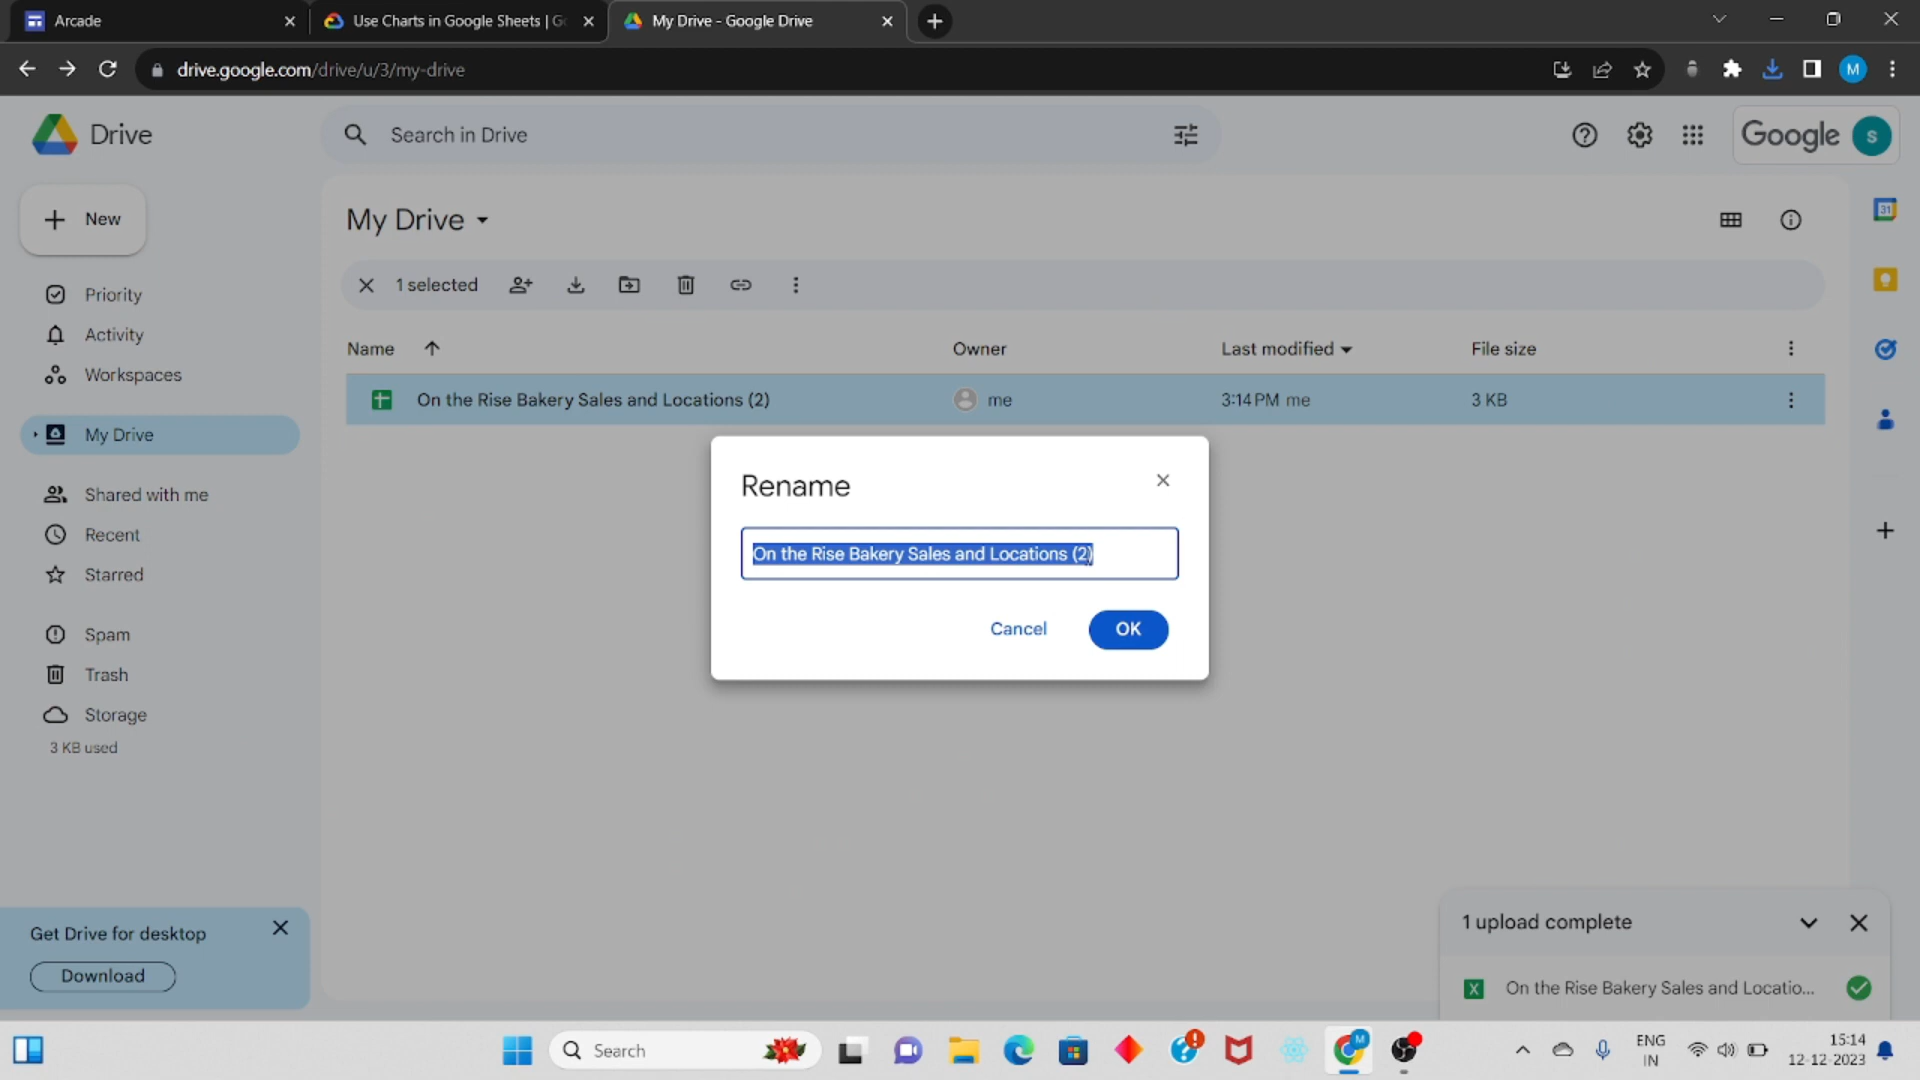 Arcade
Use Charts in Google Sheets | Go
My Drive - Google Drive
drive.google.com/drive/u/3/my-drive
M
Drive
Search in Drive
Google
s
New
My Drive
31
1 selected
Priority
Activity
Workspaces
Name
Owner
Last modified
File size
On the Rise Bakery Sales and Locations (2)
me
3:14 PM me
3 KB
My Drive
Rename
Shared with me
Recent
On the Rise Bakery Sales and Locations (2)
Starred
Cancel
OK
Spam
Trash
Storage
3 KB used
Get Drive for desktop
Download
1 upload complete
X
On the Rise Bakery Sales and Locatio...
Search
M
ENG
IN
15:14
12-12-2023